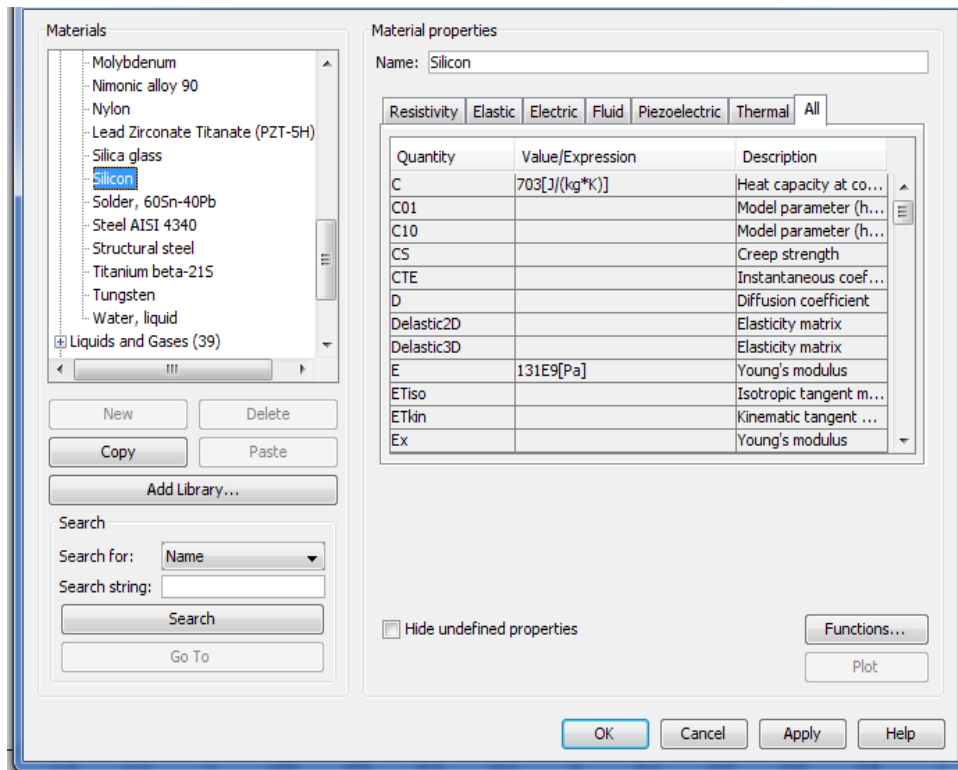 Materials
Molybdenum
Nimonic alloy 90
Nylon
Lead Zirconate Titanate (PZT-5H)
Silica glass
Silicon
Solder, 60Sn-40Pb
Steel AISI 4340
Structural steel
Titanium beta-21S
Tungsten
Water, liquid
Liquids and Gases (39)
New Delete
Copy Paste
Add Library...
Search
Search for: Name
Search string:
Search
Go To
Material properties
Name: Silicon
Resistivity Elastic Electric Fluid Piezoelectric Thermal All
Quantity Value/Expression Description
C 703[J/(kg*K)] Heat capacity at co...
C01 Model parameter (h...
C10 Model parameter (h...
CS Creep strength
CTE Instantaneous coef...
D Diffusion coefficient
Delastic2D Elasticity matrix
Delastic3D Elasticity matrix
E 131E9[Pa] Young's modulus
ETiso Isotropic tangent m...
ETkin Kinematic tangent ...
Ex Young's modulus
Hide undefined properties
Functions...
Plot
OK Cancel Apply Help